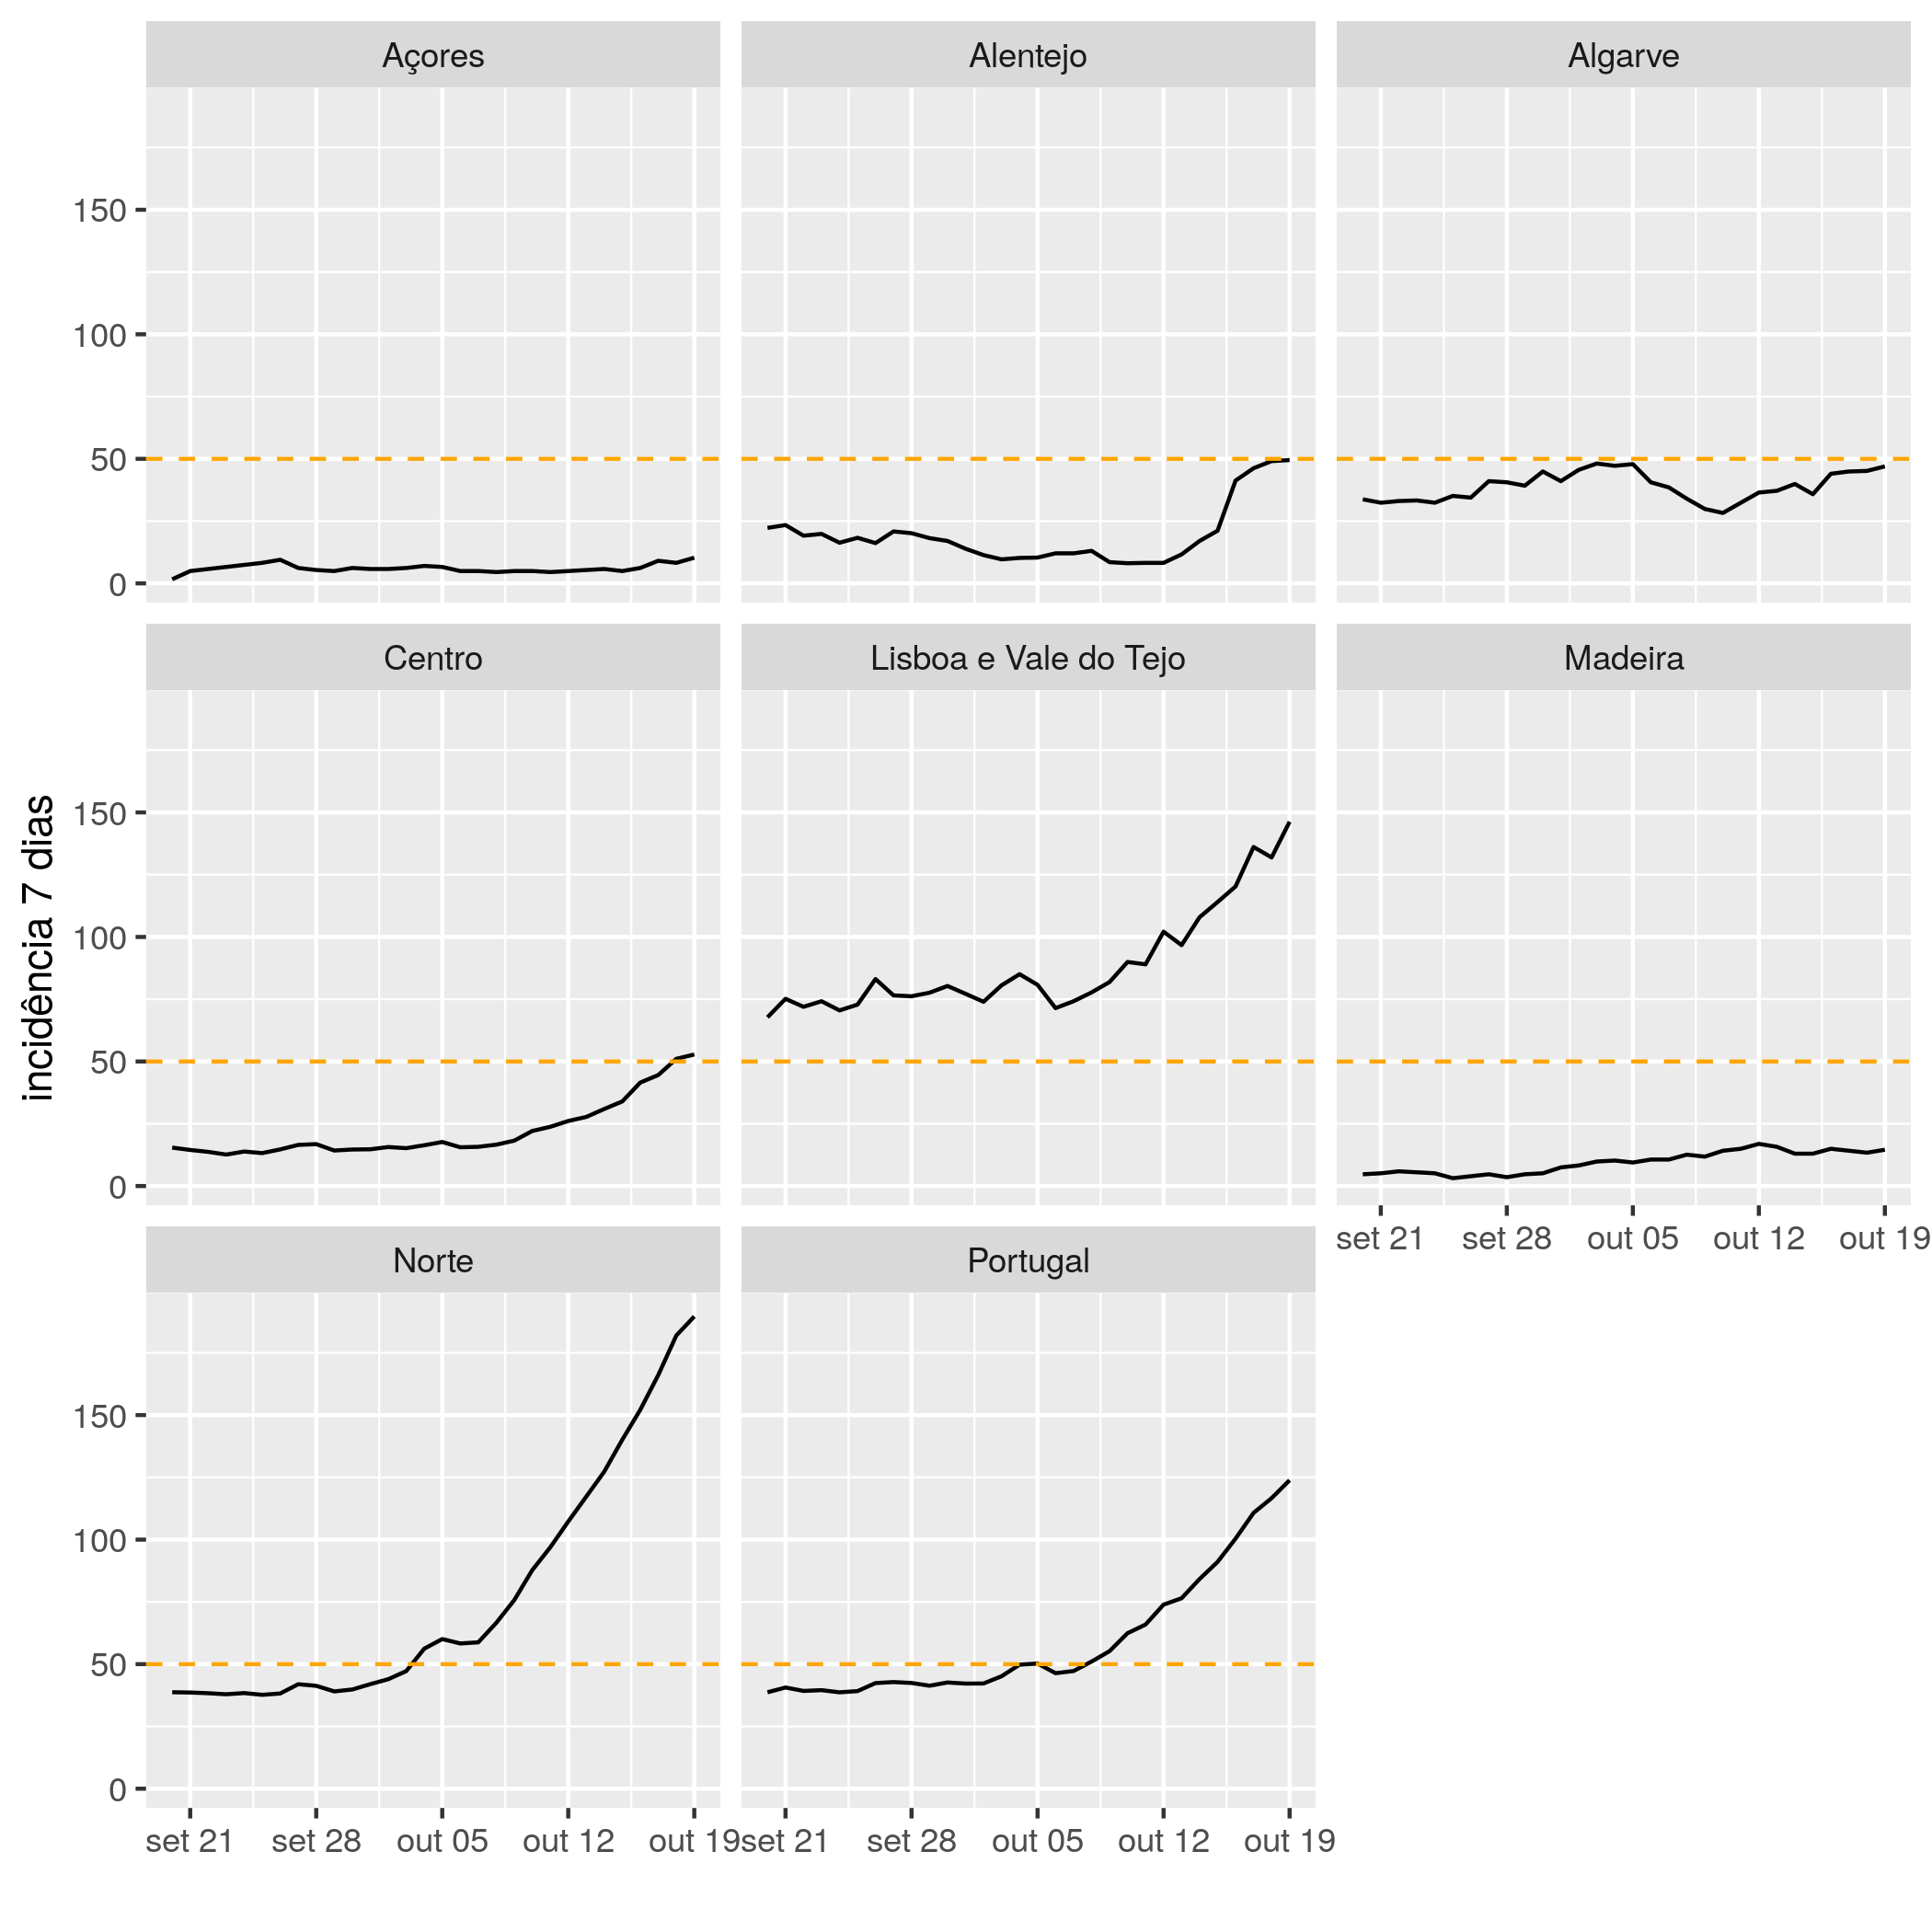 Açores
Alentejo
Algarve
150
100
50
0
Centro
Lisboa e Vale do Tejo
Madeira
incidência 7 dias
150
100
50
0
set 21 set 28 out 05 out 12 out 19
Norte
Portugal
150
100
50
0
set 21 set 28 out 05 out 12 out 19
set 21 set 28 out 05 out 12 out 19